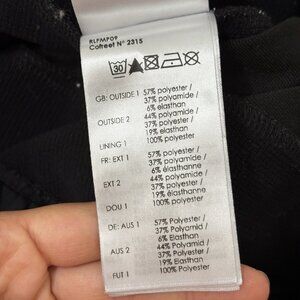 RLPMP09
Cofreet N° 2315
30
GB: OUTSIDE 1 57% polyester /
37% polyamide /
6% elasthan
OUTSIDE 2 44% polyamide /
37% polyester /
19% elasthan
LINING 1 100% polyester
FR: EXT 1 57% polyester /
37% polyamide /
6% élasthanne
EXT 2 44% polyamide /
37% polyester /
19% élasthanne
DOU 1 100% polyester
DE: AUS 1 57% Polyester /
37% Polyamid /
6% Elasthan
AUS 2 44% Polyamid /
37% Polyester /
19% Elasthan
FUT 1 100% Polyester